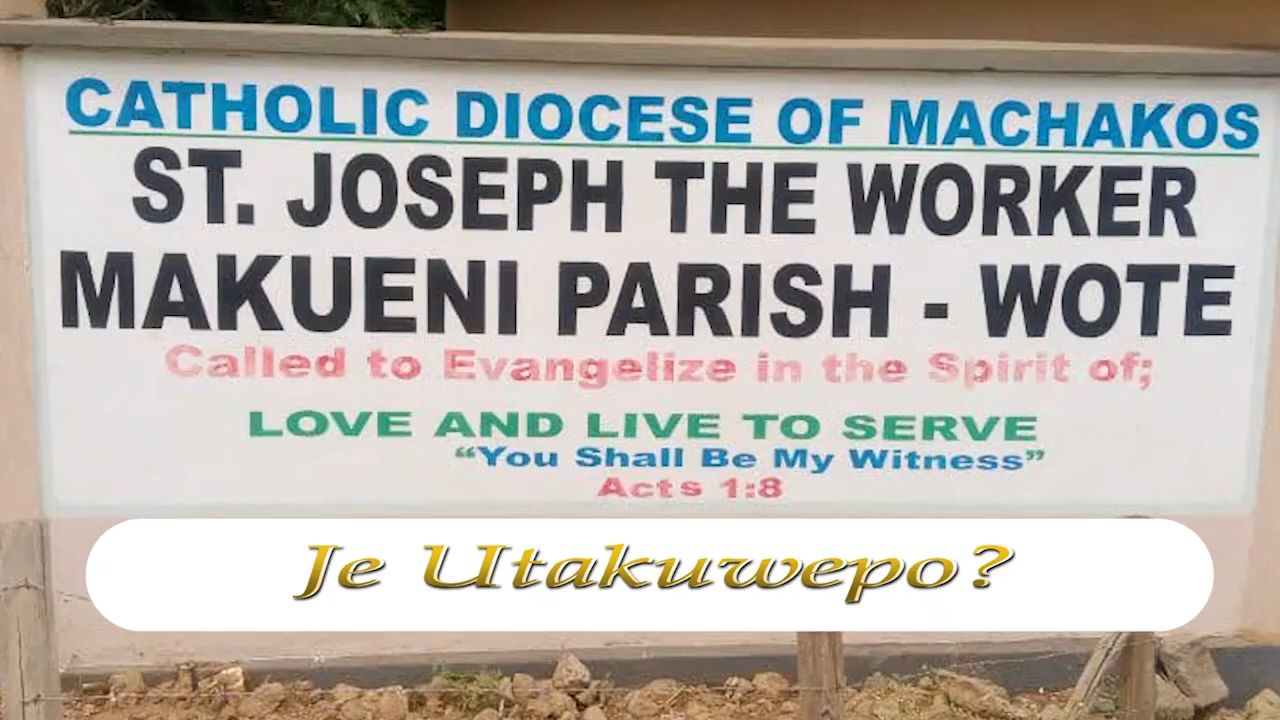 CATHOLIC DIOCESE OF MACHAKOS
ST. JOSEPH THE WORKER
MAKUENI PARISH - WOTE
Called to Evangelize in the Spirit of;
LOVE AND LIVE TO SERVE
“You Shall Be My Witness”
Acts 1:8
Je Utakuwepo?